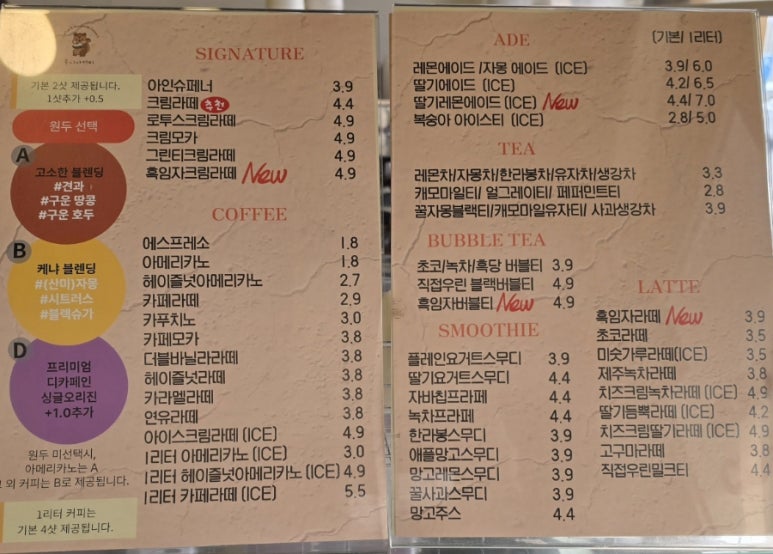 기본 2샷 제공됩니다.
1샷추가 +0.5
원두 선택
A
고소한 블렌딩
#견과
#구운 땅콩
#구운 호두
B
케냐 블렌딩
#(산미)자몽
#시트러스
#블랙슈가
D
프리미엄
디카페인
싱글오리진
+1.0추가
원두 미선택시,
아메리카노는 A
그 외 커피는 B로 제공됩니다.
1리터 커피는
기본 4샷 제공됩니다.
SIGNATURE
아인슈페너 3.9
크림라떼 추천 4.4
로투스크림라떼 4.9
크림모카 4.9
그린티크림라떼 4.9
흑임자크림라떼 New 4.9
COFFEE
에스프레소 1.8
아메리카노 1.8
헤이즐넛아메리카노 2.7
카페라떼 2.9
카푸치노 3.0
카페모카 3.8
더블바닐라라떼 3.8
헤이즐넛라떼 3.8
카라멜라떼 3.8
연유라떼 3.8
아이스크림라떼 (ICE) 4.9
1리터 아메리카노 (ICE) 3.0
1리터 헤이즐넛아메리카노 (ICE) 4.9
1리터 카페라떼 (ICE) 5.5
ADE (기본/ 1리터)
레몬에이드 /자몽 에이드 (ICE) 3.9/ 6.0
딸기에이드 (ICE) 4.2/ 6.5
딸기레몬에이드 (ICE) New 4.4/ 7.0
복숭아 아이스티 (ICE) 2.8/ 5.0
TEA
레몬차/자몽차/한라봉차/유자차/생강차 3.3
캐모마일티/ 얼그레이티/ 페퍼민트티 2.8
꿀자몽블랙티/캐모마일유자티/ 사과생강차 3.9
BUBBLE TEA
초코/녹차/흑당 버블티 3.9
직접우린 블랙버블티 4.9
흑임자버블티 New 4.9
SMOOTHIE
플레인요거트스무디 3.9
딸기요거트스무디 4.4
자바칩프라페 4.4
녹차프라페 4.4
한라봉스무디 3.9
애플망고스무디 3.9
망고레몬스무디 3.9
꿀사과스무디 3.9
망고주스 4.4
LATTE
흑임자라떼 New 3.9
초코라떼 3.5
미숫가루라떼(ICE) 3.5
제주녹차라떼 3.8
치즈크림녹차라떼 (ICE) 4.9
딸기듬뿍라떼 (ICE) 4.2
치즈크림딸기라떼 (ICE) 4.9
고구마라떼 3.8
직접우린밀크티 4.4